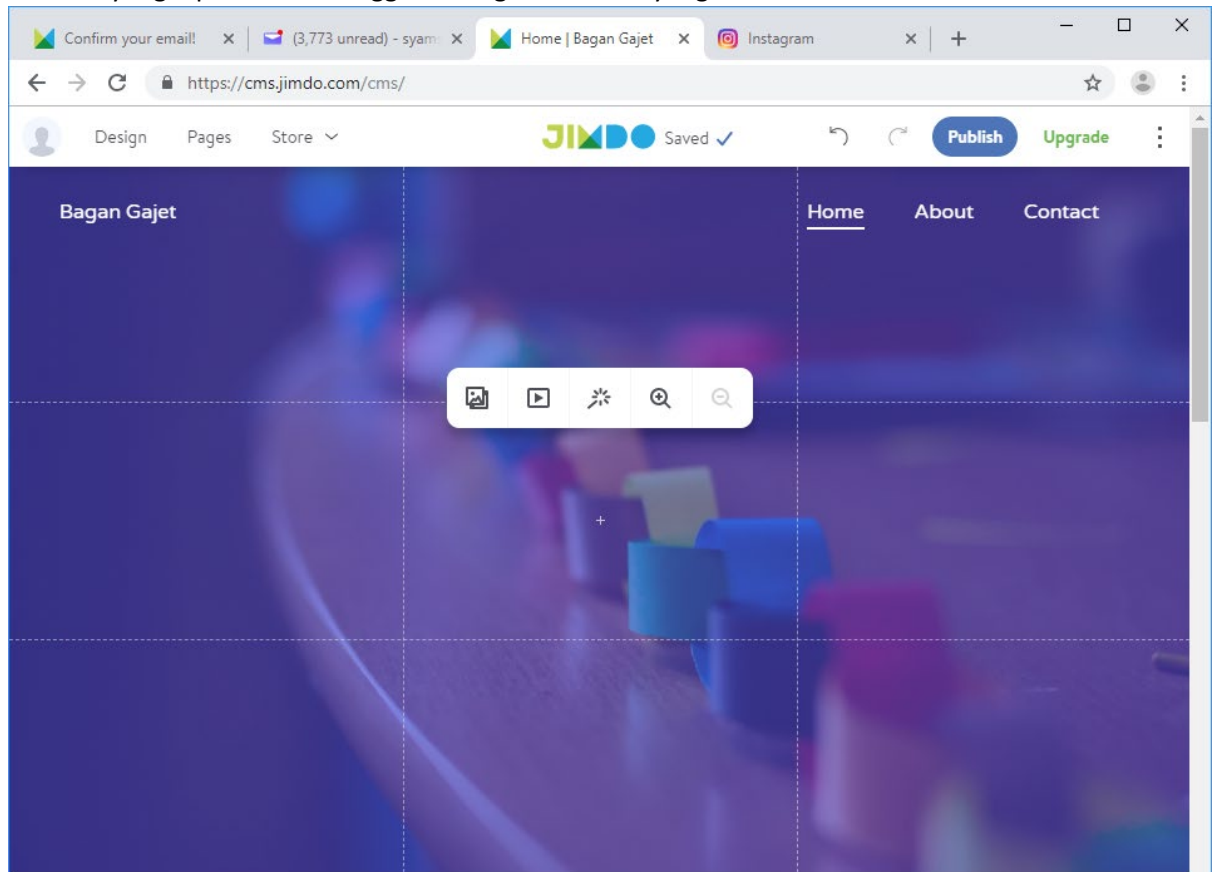 Confirm your email!
(3,773 unread) - syam
Home | Bagan Gajet
Instagram
https://cms.jimdo.com/cms/
Design Pages Store JIMDO Saved Publish Upgrade
Bagan Gajet Home About Contact